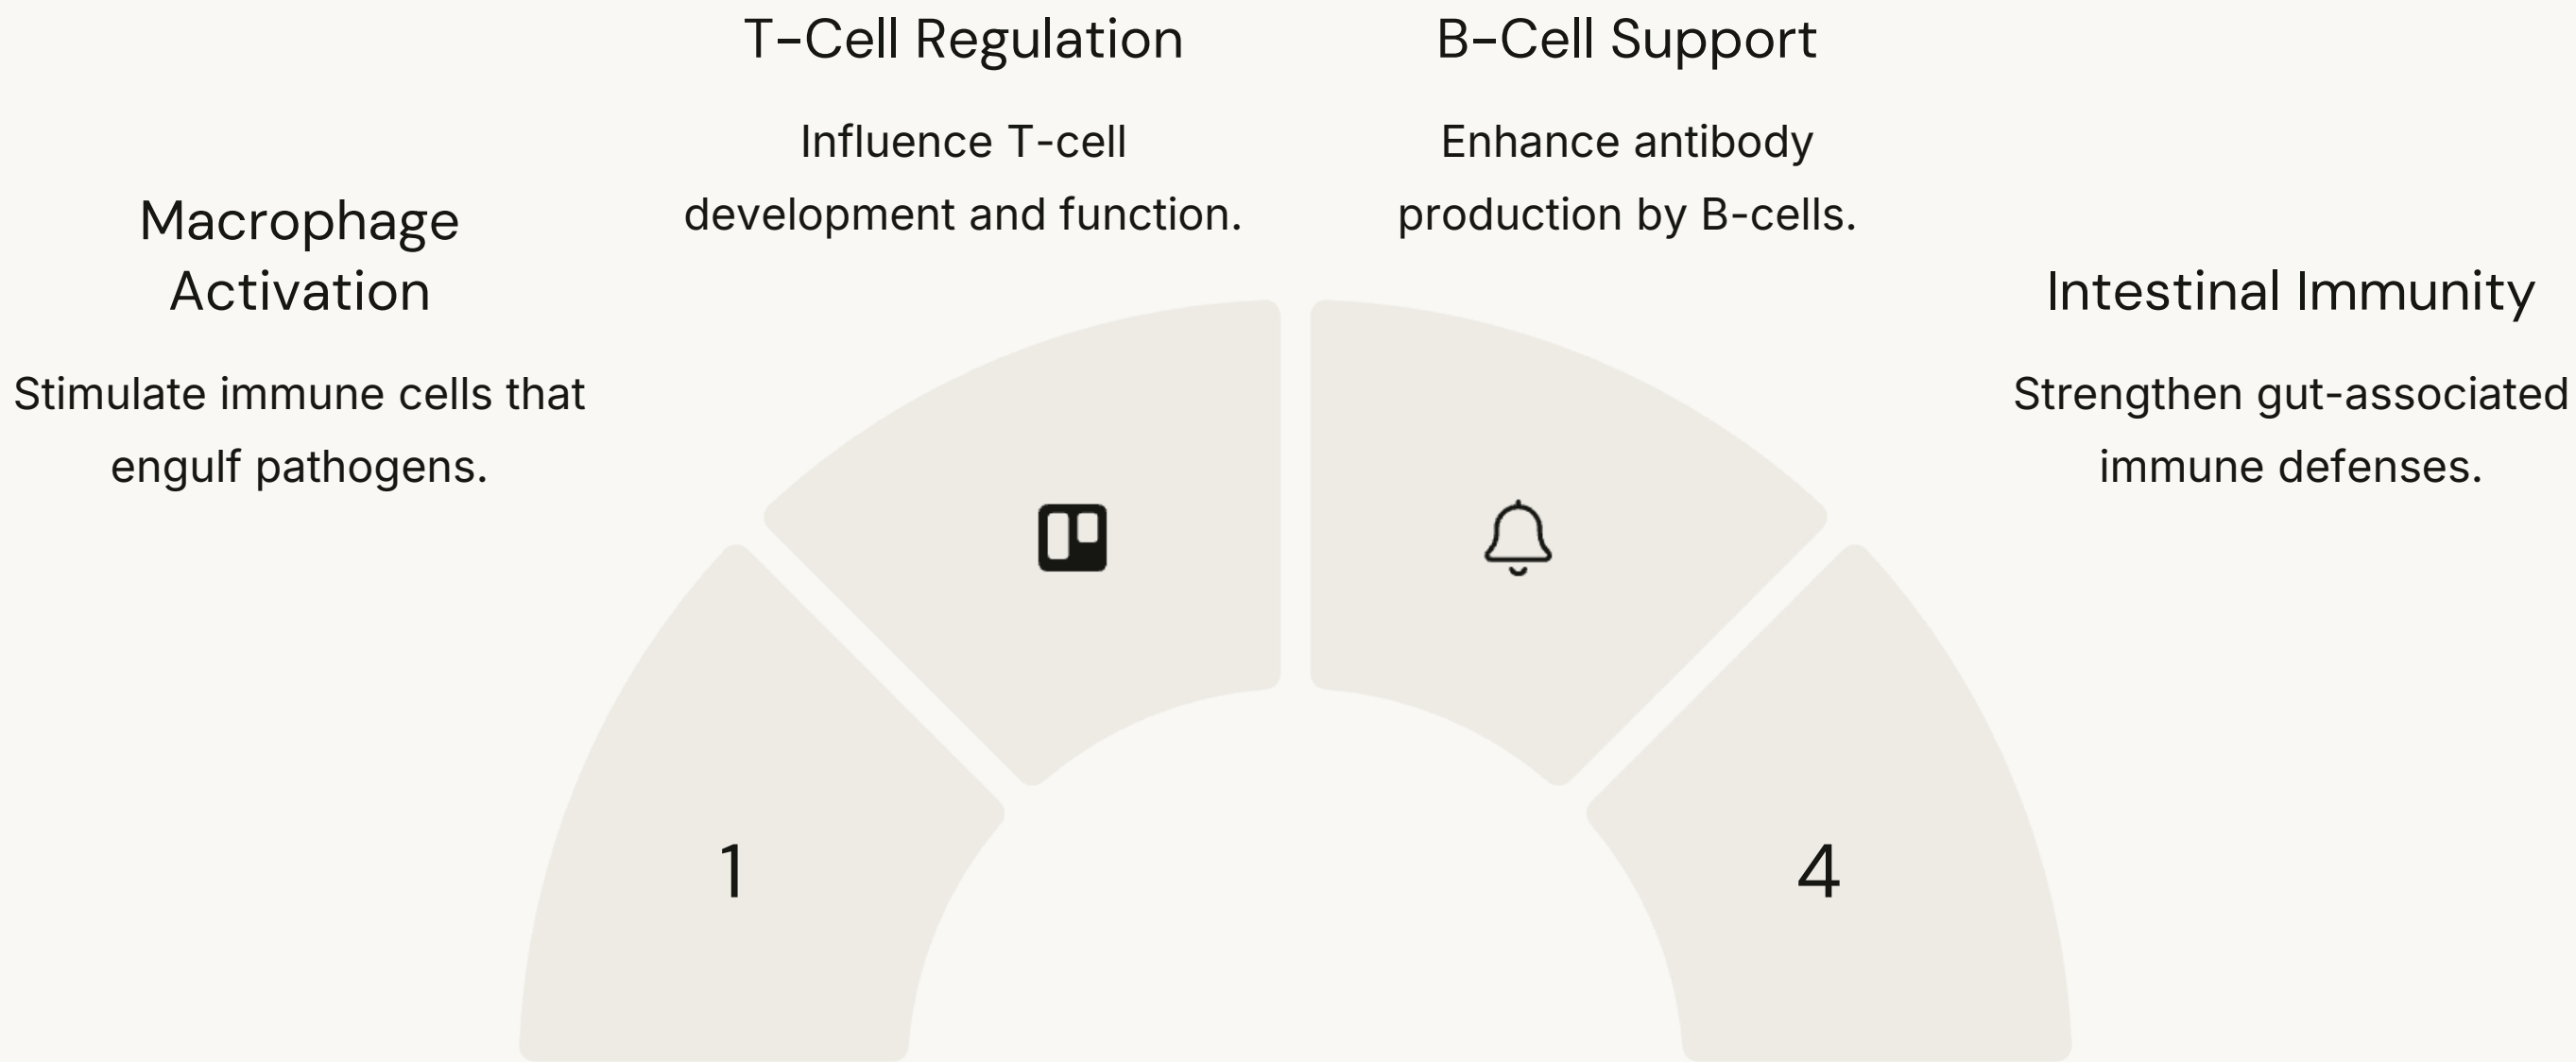 Macrophage
Activation
Stimulate immune cells that
engulf pathogens.
T-Cell Regulation
Influence T-cell
development and function.
B-Cell Support
Enhance antibody
production by B-cells.
Intestinal Immunity
Strengthen gut-associated
immune defenses.
1
4